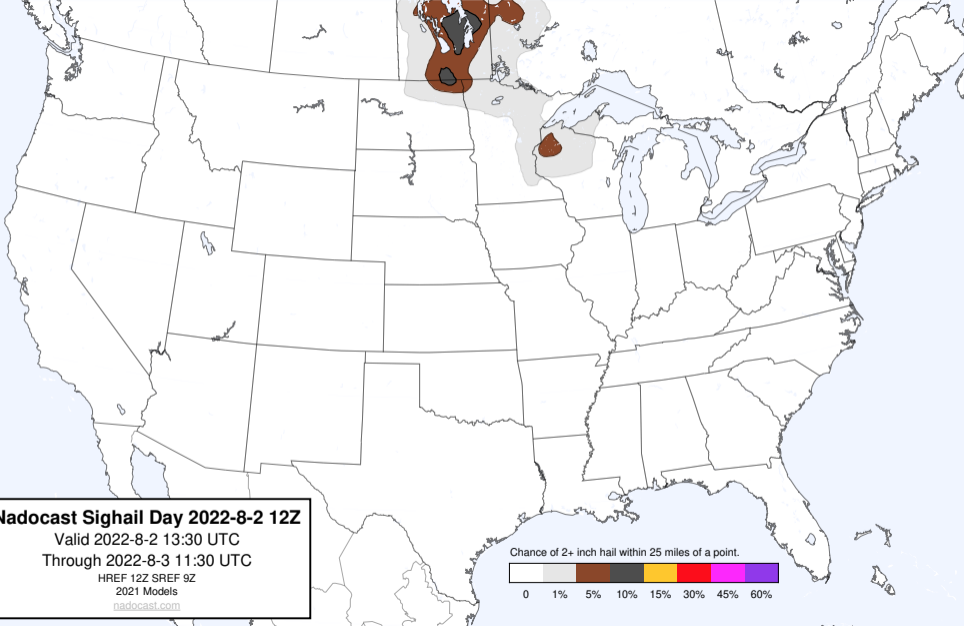 Nadocast Sighail Day 2022-8-2 12Z
Valid 2022-8-2 13:30 UTC
Through 2022-8-3 11:30 UTC
HREF 12Z SREF 9Z
2021 Models
nadocast.com
Chance of 2+ inch hail within 25 miles of a point.
0 1% 5% 10% 15% 30% 45% 60%